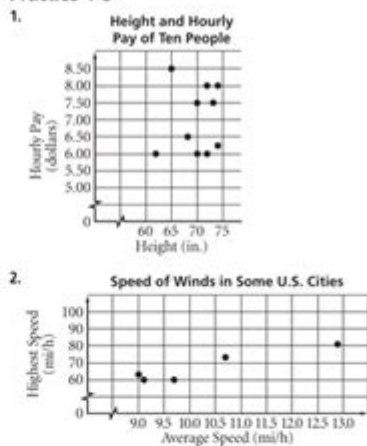 1.
Height and Hourly
Pay of Ten People
Hourly Pay
(dollars)
8.50
8.00
7.50
7.00
6.50
6.00
5.50
5.00
0
60 65 70 75
Height (in.)
2.
Speed of Winds in Some U.S. Cities
Highest Speed
(mi/h)
100
90
80
70
60
0
9.0 9.5 10.0 10.5 11.0 11.5 12.0 12.5 13.0
Average Speed (mi/h)